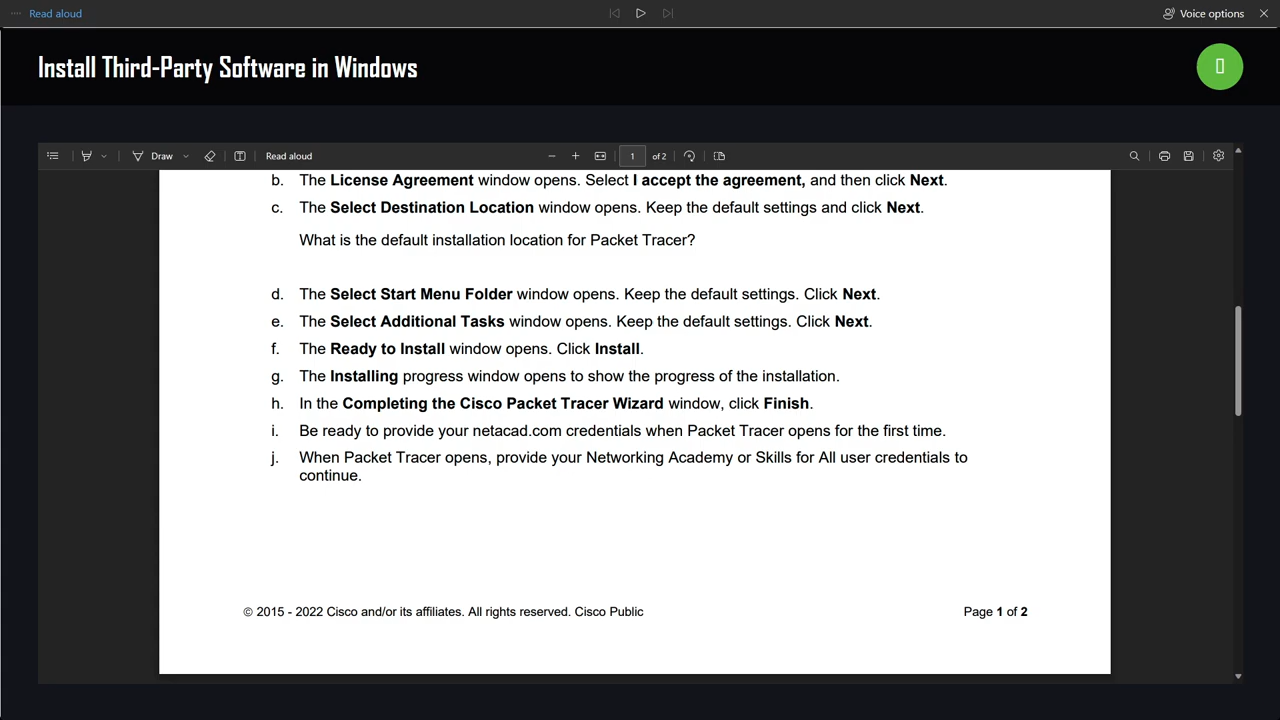 Read aloud
Voice options
Install Third-Party Software in Windows
Draw
Read aloud
1 of 2
b. The License Agreement window opens. Select I accept the agreement, and then click Next.
c. The Select Destination Location window opens. Keep the default settings and click Next.
What is the default installation location for Packet Tracer?
d. The Select Start Menu Folder window opens. Keep the default settings. Click Next.
e. The Select Additional Tasks window opens. Keep the default settings. Click Next.
f. The Ready to Install window opens. Click Install.
g. The Installing progress window opens to show the progress of the installation.
h. In the Completing the Cisco Packet Tracer Wizard window, click Finish.
i. Be ready to provide your netacad.com credentials when Packet Tracer opens for the first time.
j. When Packet Tracer opens, provide your Networking Academy or Skills for All user credentials to
continue.
© 2015 - 2022 Cisco and/or its affiliates. All rights reserved. Cisco Public
Page 1 of 2